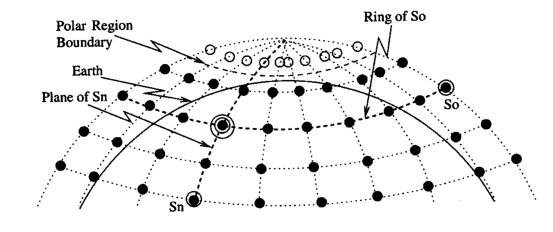 Polar Region
Boundary
Ring of So
Earth
Plane of Sn
So
Sn